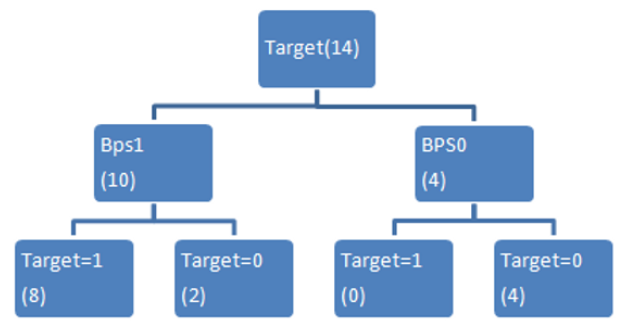 Target(14)
Bps1
(10)
BPS0
(4)
Target=1
(8)
Target=0
(2)
Target=1
(0)
Target=0
(4)